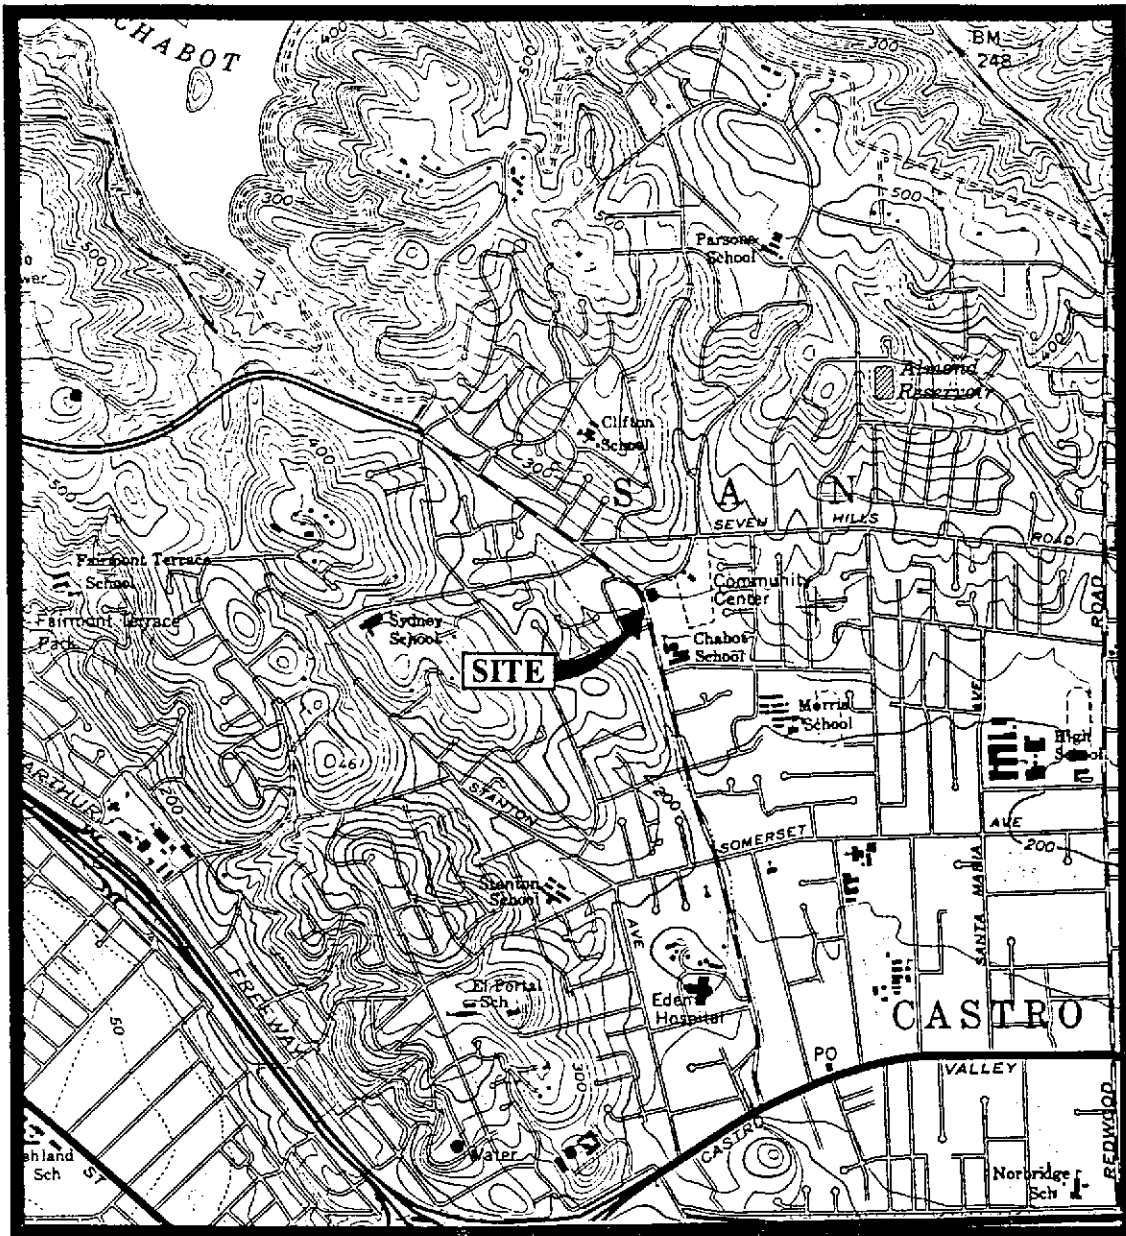 CHABOT
400
500
300
BM
248
500
300
Parsons
School
500
400
Almond
Reservoir
Clifton
School
300
400
500
S A N
SEVEN HILLS ROAD
Fairmont Terrace
School
Fairmont Terrace
Park
Sydney
School
Community
Center
Chabot
School
SITE
ROAD
Morris
School
AVE
High
School
ARTHUR
200
STANTON
200
SOMERSET
AVE
200
Stanton
School
SANTA MARIA
AVE
El Portal
Sch
Eden
Hospital
CASTRO
FREEWAY
50
300
PO
VALLEY
CASTRO
REDWOOD
Water
Sch
ST
Norbridge
Sch